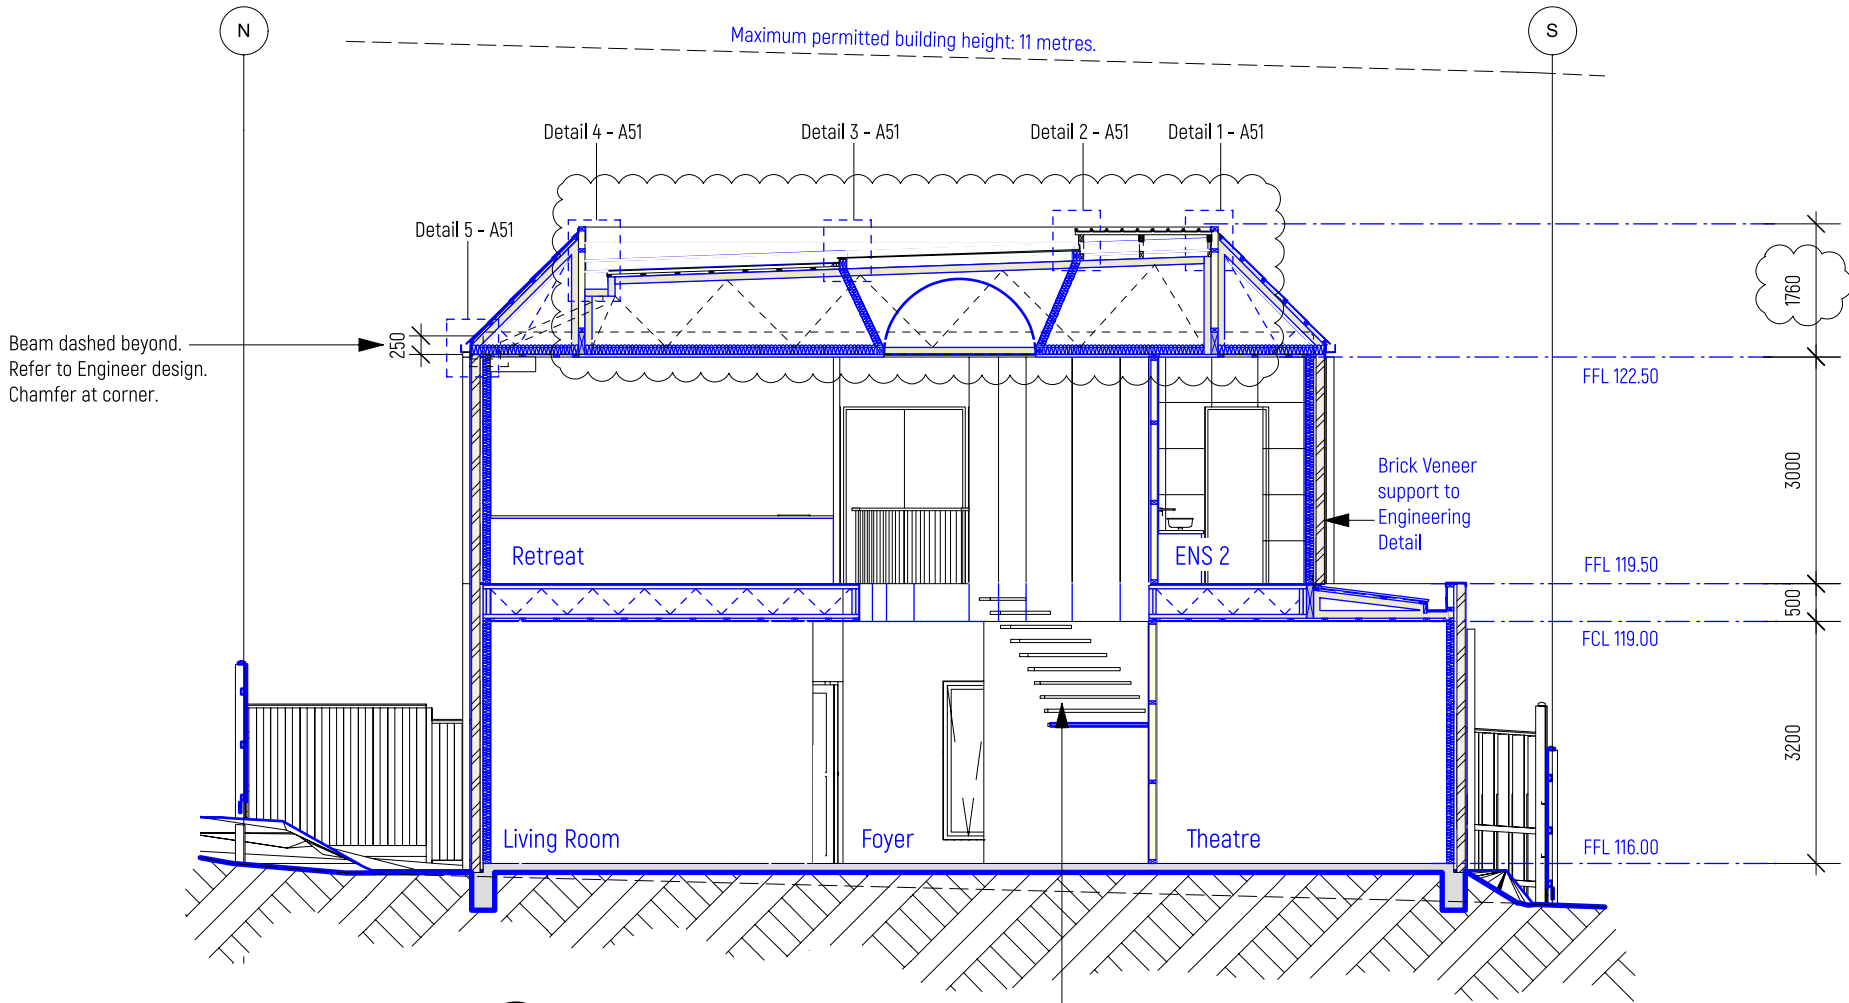 N
Maximum permitted building height: 11 metres.
S
Detail 4 - A51
Detail 3 - A51
Detail 2 - A51
Detail 1 - A51
Detail 5 - A51
1760
250
Beam dashed beyond.
Refer to Engineer design.
Chamfer at corner.
FFL 122.50
3000
Brick Veneer
support to
Engineering
Detail
Retreat
ENS 2
FFL 119.50
500
FCL 119.00
3200
Living Room
Foyer
Theatre
FFL 116.00